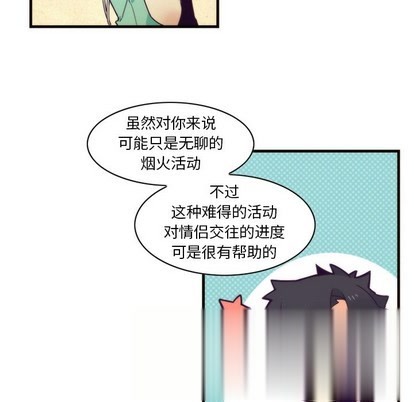 虽然对你来说
可能只是无聊的
烟火活动
不过
这种难得的活动
对情侣交往的进度
可是很有帮助的